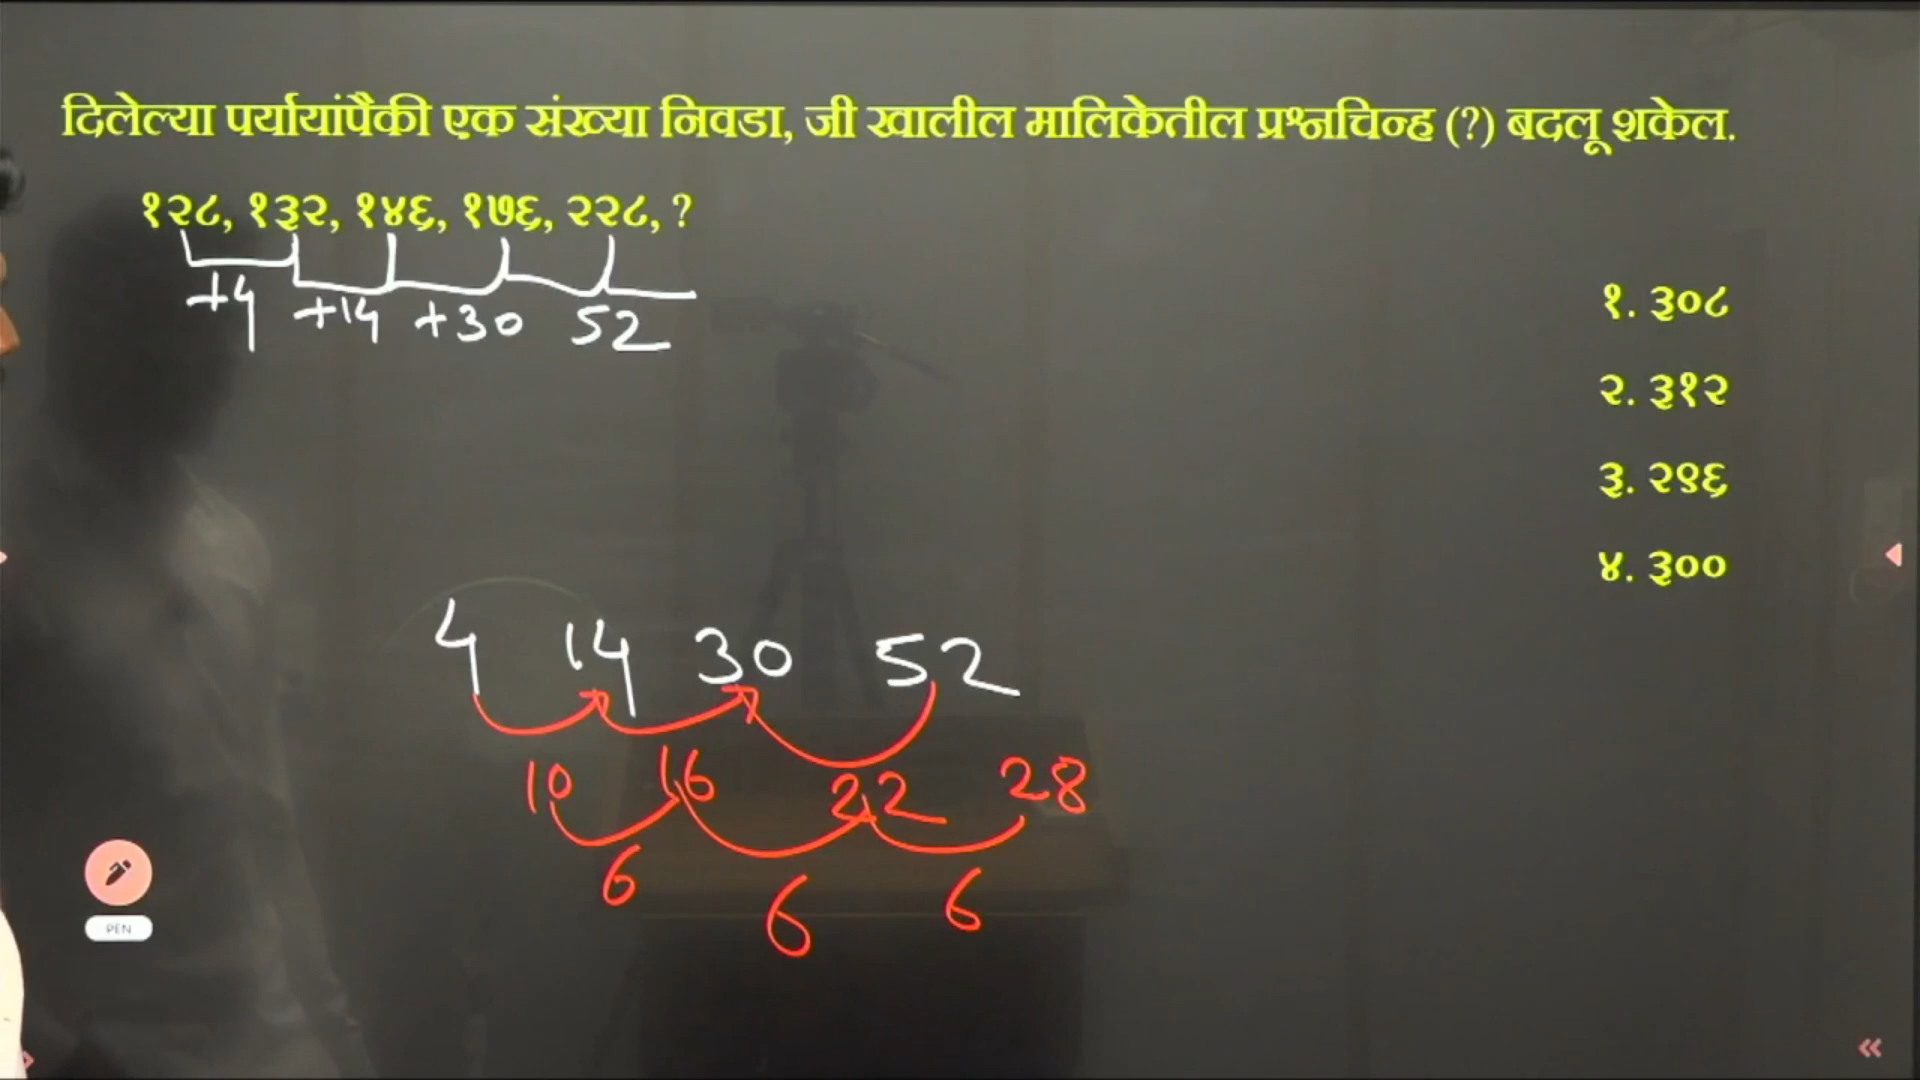 दिलेल्या पर्यायांपैकी एक संख्या निवडा, जी खालील मालिकेतील प्रश्नचिन्ह (?) बदलू शकेल.
१२८, १३२, १४६, १७६, २२८, ?
+4 +14 +30 52
१. ३०८
२. ३१२
३. २९६
४. ३००
4 14 30 52
10 16 22 28
6 6 6
PEN